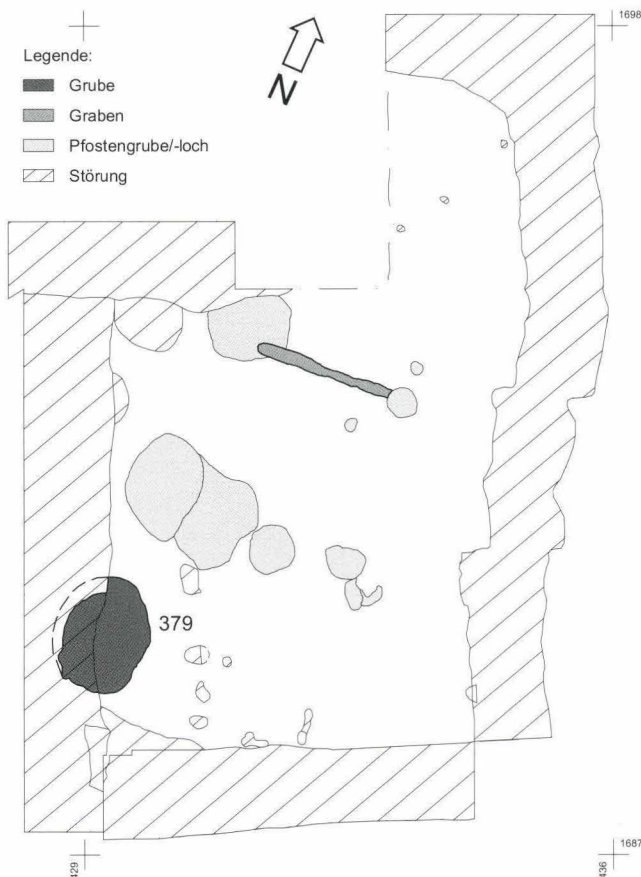 1698
Legende:
Grube
Graben
Pfostengrube/-loch
Störung
N
379
1687
429
436